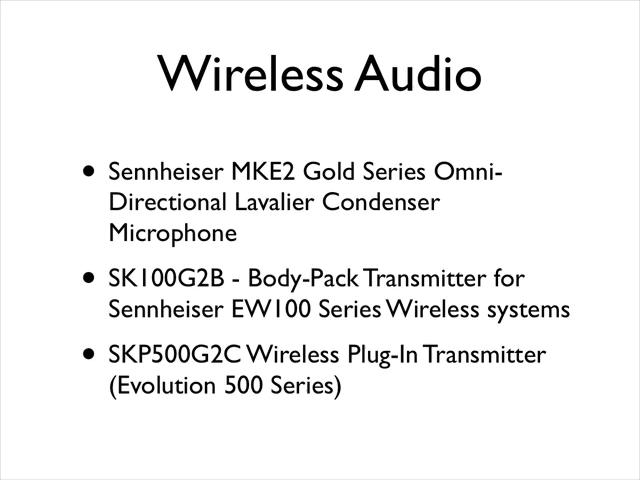 Wireless Audio
• Sennheiser MKE2 Gold Series Omni-
Directional Lavalier Condenser
Microphone
• SK100G2B - Body-Pack Transmitter for
Sennheiser EW100 Series Wireless systems
• SKP500G2C Wireless Plug-In Transmitter
(Evolution 500 Series)